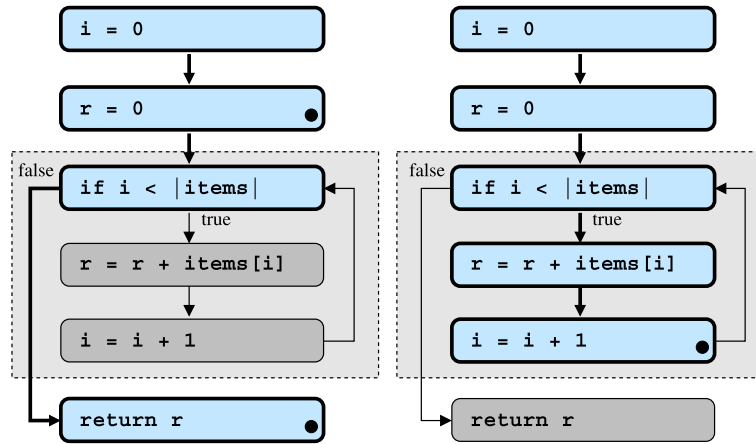 i = 0
r = 0
false
if i < |items|
true
r = r + items[i]
i = i + 1
return r
i = 0
r = 0
false
if i < |items|
true
r = r + items[i]
i = i + 1
return r